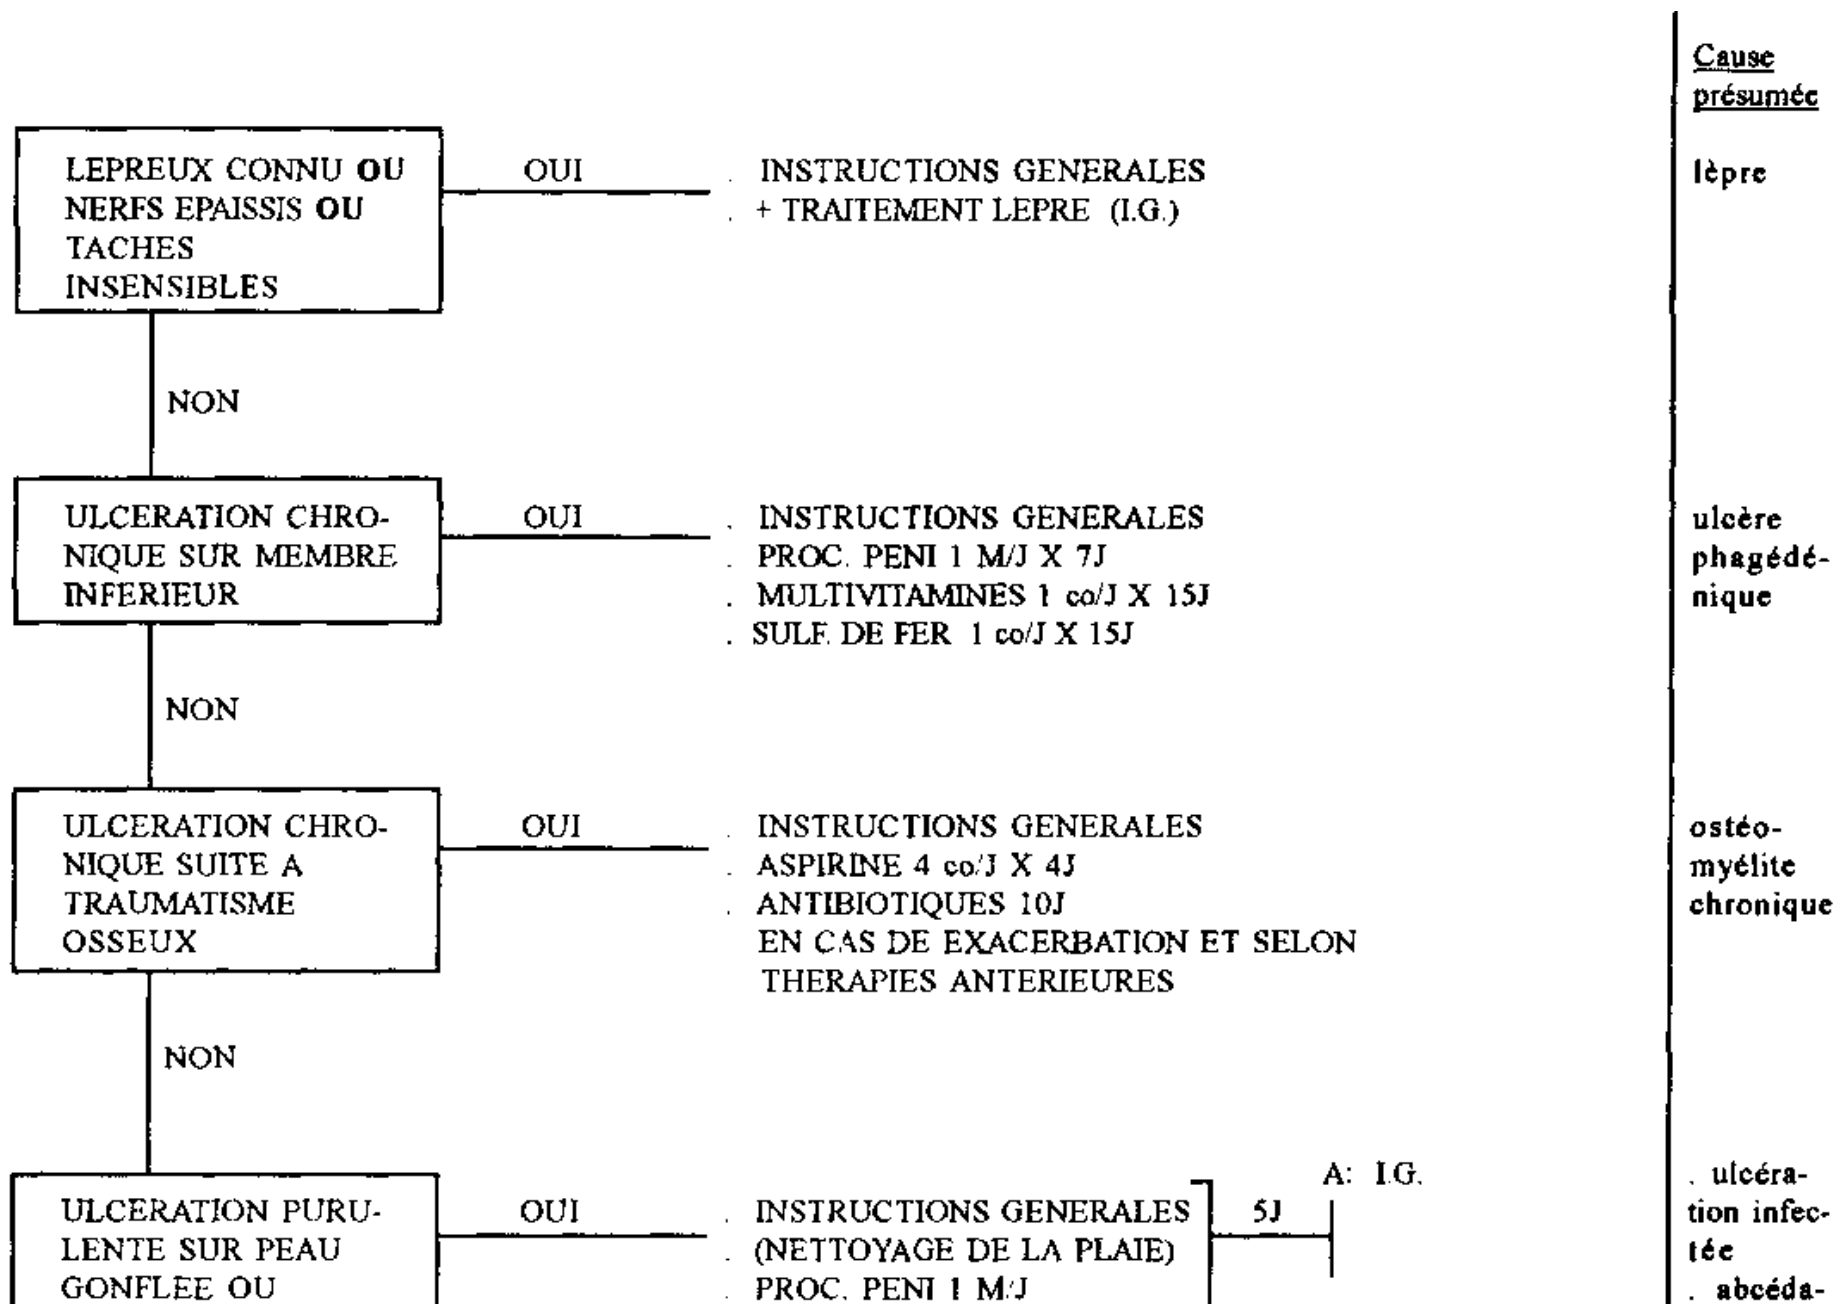 Cause
présumée
LEPREUX CONNU OU
NERFS EPAISSIS OU
TACHES
INSENSIBLES
OUI
. INSTRUCTIONS GENERALES
. + TRAITEMENT LEPRE (I.G.)
lèpre
NON
ULCERATION CHRO-
NIQUE SUR MEMBRE
INFERIEUR
OUI
. INSTRUCTIONS GENERALES
. PROC. PENI 1 M/J X 7J
. MULTIVITAMINES 1 co/J X 15J
. SULF. DE FER 1 co/J X 15J
ulcère
phagédé-
nique
NON
ULCERATION CHRO-
NIQUE SUITE A
TRAUMATISME
OSSEUX
OUI
. INSTRUCTIONS GENERALES
. ASPIRINE 4 co/J X 4J
. ANTIBIOTIQUES 10J
EN CAS DE EXACERBATION ET SELON
THERAPIES ANTERIEURES
ostéo-
myélite
chronique
NON
ULCERATION PURU-
LENTE SUR PEAU
GONFLEE OU
OUI
. INSTRUCTIONS GENERALES
. (NETTOYAGE DE LA PLAIE)
. PROC. PENI 1 M/J
5J
A: I.G.
. ulcéra-
tion infec-
tée
. abcéda-